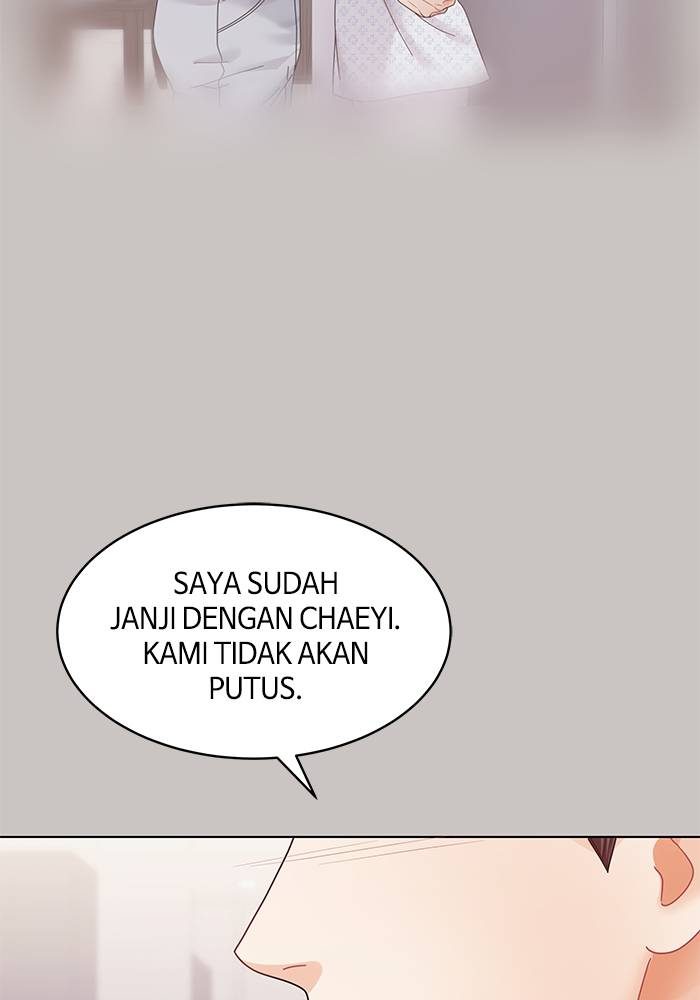 SAYA SUDAH
JANJI DENGAN CHAEYI.
KAMI TIDAK AKAN
PUTUS.